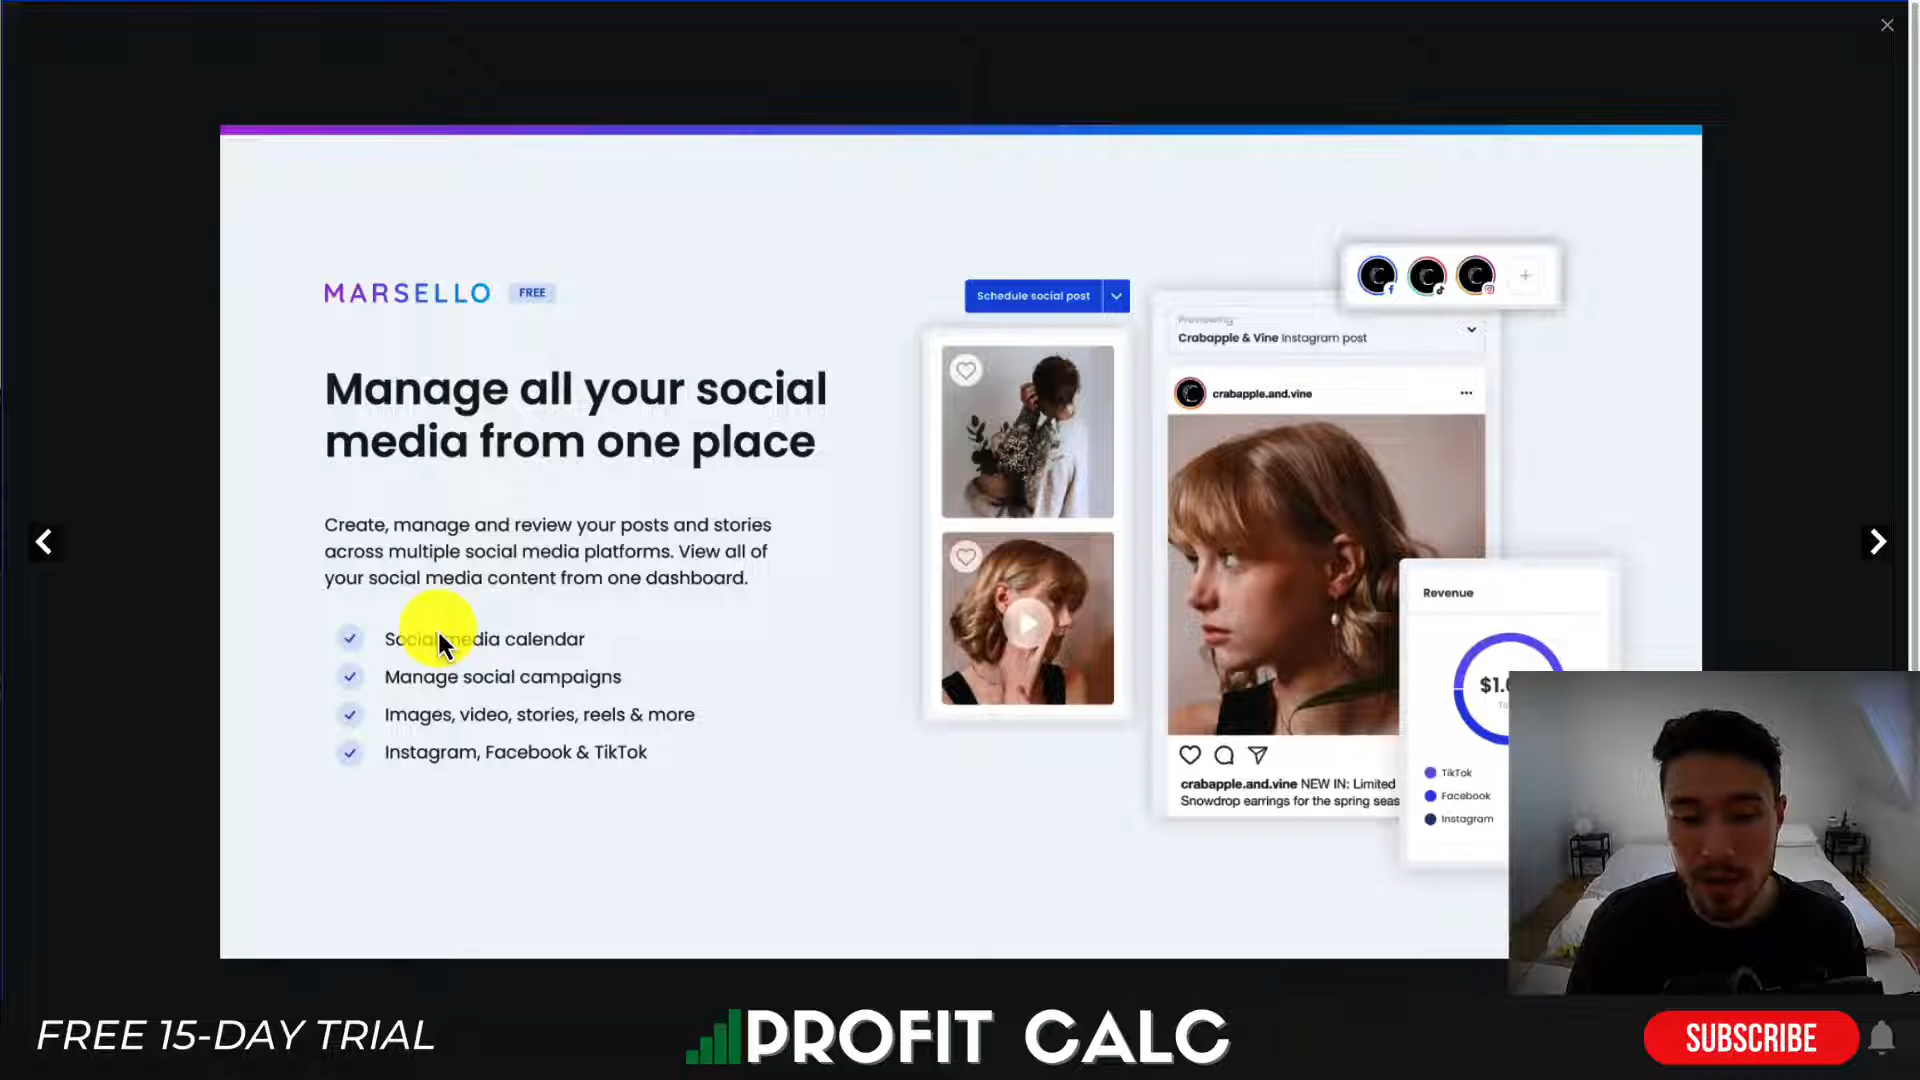 MARSELLO FREE
Manage all your social
media from one place
Create, manage and review your posts and stories
across multiple social media platforms. View all of
your social media content from one dashboard.
Social media calendar
Manage social campaigns
Images, video, stories, reels & more
Instagram, Facebook & TikTok
Schedule social post
Previewing
Crabapple & Vine Instagram post
crabapple.and.vine
crabapple.and.vine NEW IN: Limited
Snowdrop earrings for the spring seas
Revenue
TikTok
Facebook
Instagram
FREE 15-DAY TRIAL
PROFIT CALC
SUBSCRIBE